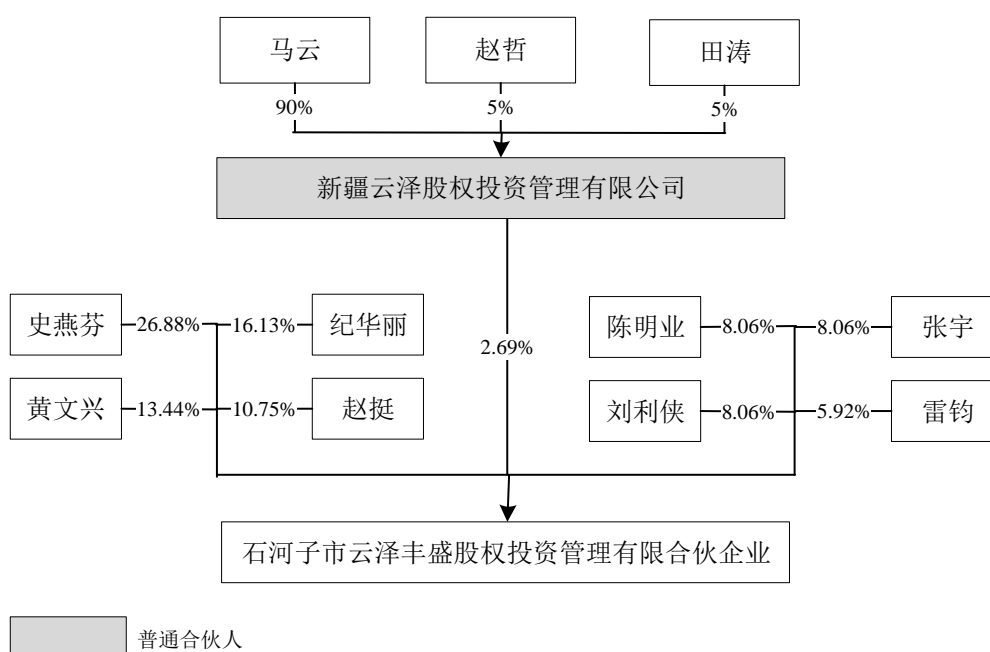 马云 赵哲 田涛
90% 5% 5%
新疆云泽股权投资管理有限公司
史燕芬 26.88% 16.13% 纪华丽 陈明业 8.06% 8.06% 张宇
2.69%
黄文兴 13.44% 10.75% 赵挺 刘利侠 8.06% 5.92% 雷钧
石河子市云泽丰盛股权投资管理有限合伙企业
普通合伙人